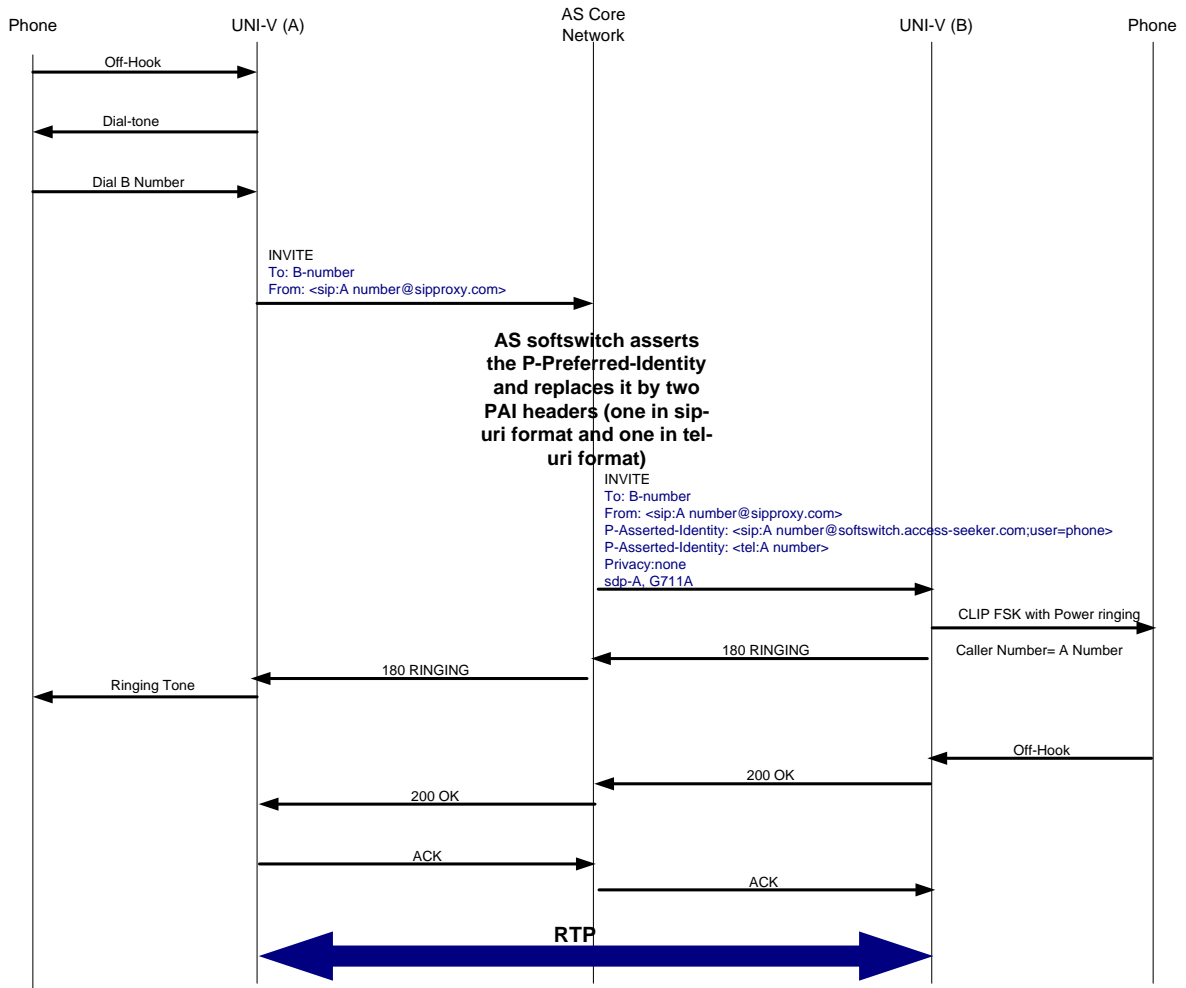 Phone
UNI-V (A)
AS Core
Network
UNI-V (B)
Phone
Off-Hook
Dial-tone
Dial B Number
INVITE
To: B-number
From: <sip:A number@sipproxy.com>
AS softswitch asserts
the P-Preferred-Identity
and replaces it by two
PAI headers (one in sip-
uri format and one in tel-
uri format)
INVITE
To: B-number
From: <sip:A number@sipproxy.com>
P-Asserted-Identity: <sip:A number@softswitch.access-seeker.com;user=phone>
P-Asserted-Identity: <tel:A number>
Privacy:none
sdp-A, G711A
CLIP FSK with Power ringing
180 RINGING
Caller Number= A Number
180 RINGING
Ringing Tone
Off-Hook
200 OK
200 OK
ACK
ACK
RTP